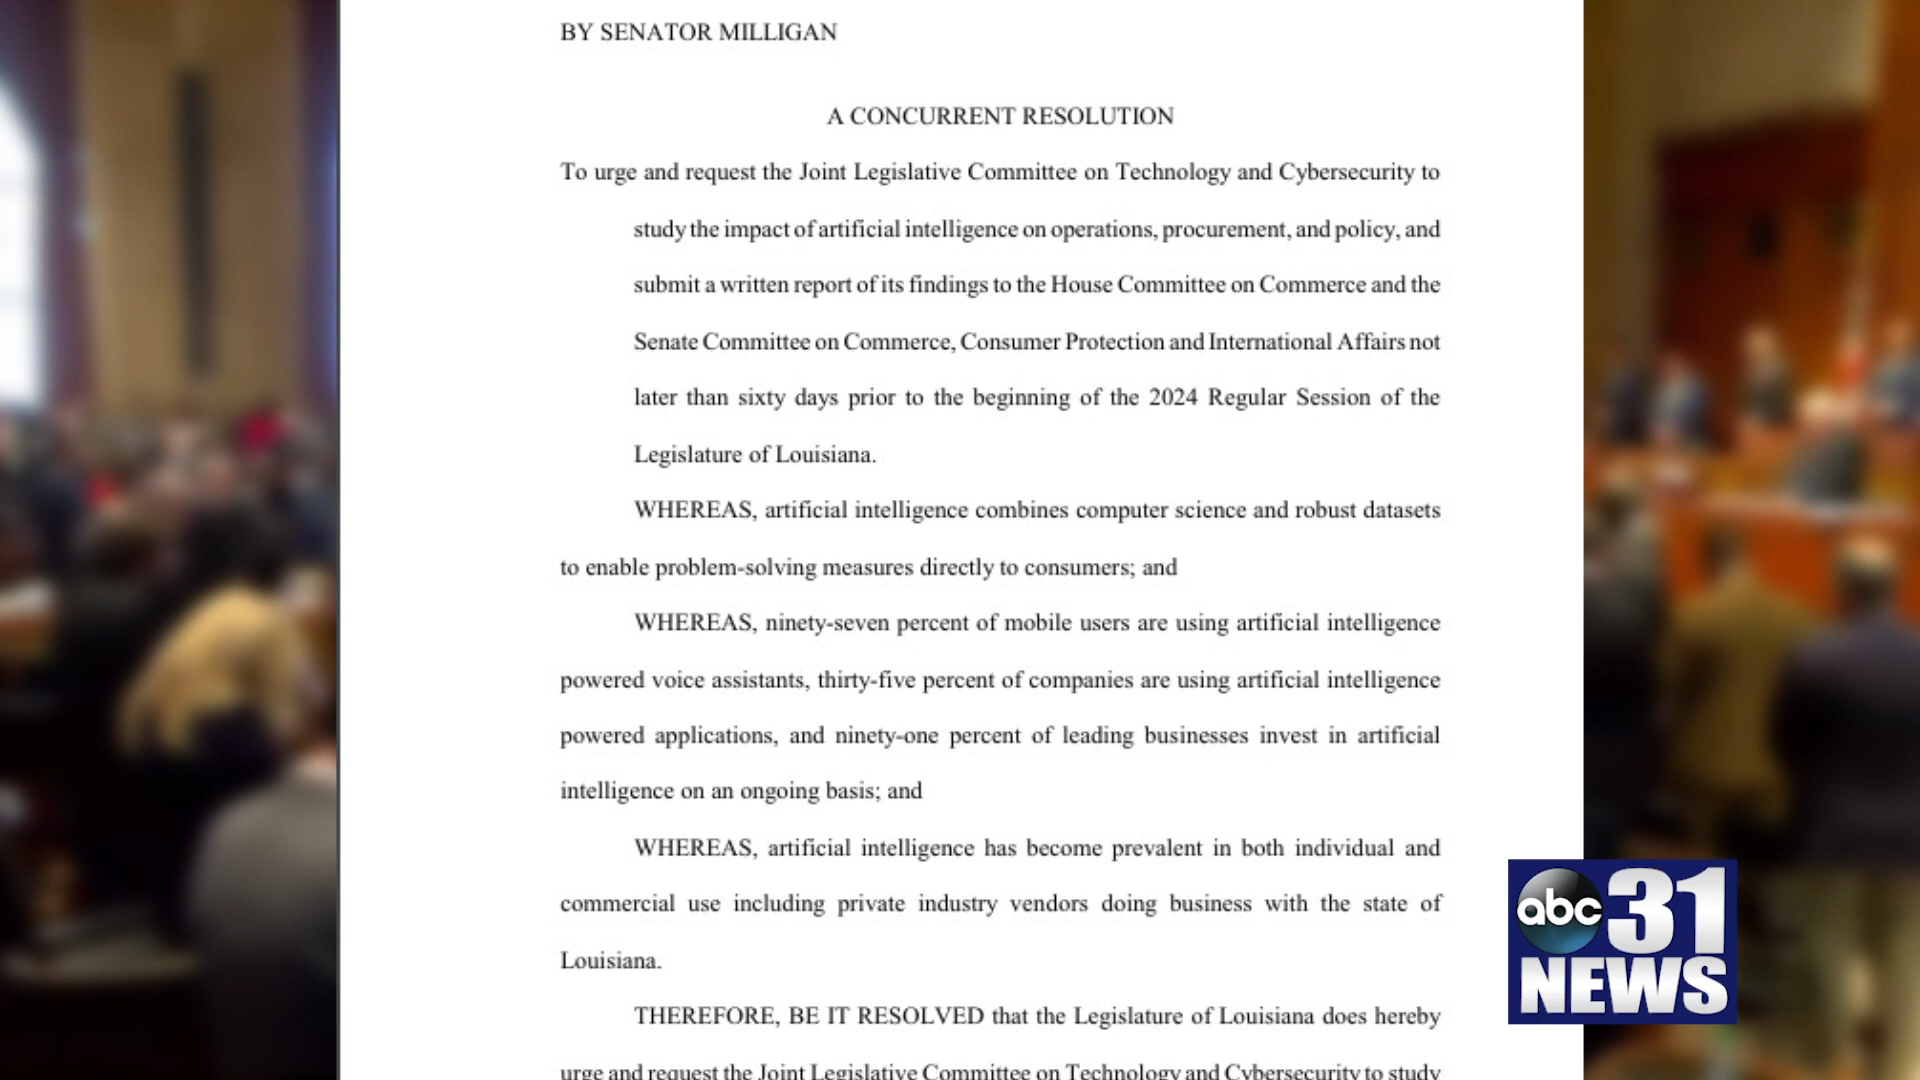 BY SENATOR MILLIGAN
A CONCURRENT RESOLUTION
To urge and request the Joint Legislative Committee on Technology and Cybersecurity to
study the impact of artificial intelligence on operations, procurement, and policy, and
submit a written report of its findings to the House Committee on Commerce and the
Senate Committee on Commerce, Consumer Protection and International Affairs not
later than sixty days prior to the beginning of the 2024 Regular Session of the
Legislature of Louisiana.
WHEREAS, artificial intelligence combines computer science and robust datasets
to enable problem-solving measures directly to consumers; and
WHEREAS, ninety-seven percent of mobile users are using artificial intelligence
powered voice assistants, thirty-five percent of companies are using artificial intelligence
powered applications, and ninety-one percent of leading businesses invest in artificial
intelligence on an ongoing basis; and
WHEREAS, artificial intelligence has become prevalent in both individual and
commercial use including private industry vendors doing business with the state of
Louisiana.
THEREFORE, BE IT RESOLVED that the Legislature of Louisiana does hereby
urge and request the Joint Legislative Committee on Technology and Cybersecurity to study
abc 31
NEWS